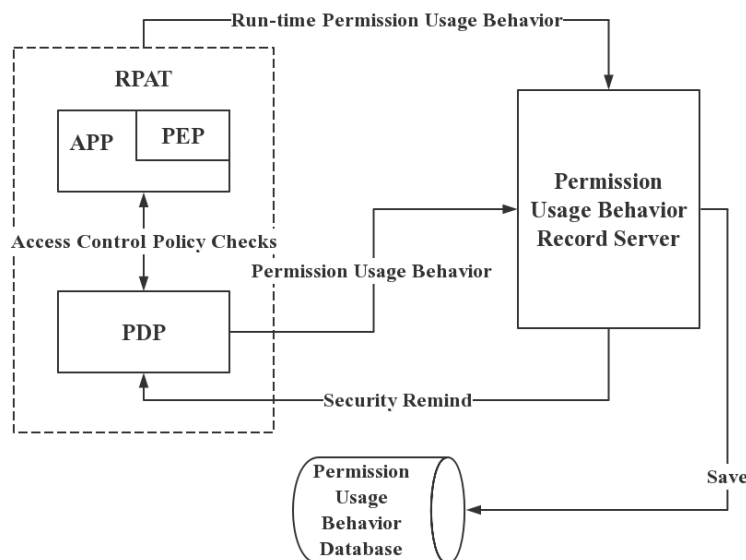 Run-time Permission Usage Behavior
RPAT
APP
PEP
Access Control Policy Checks
PDP
Permission Usage Behavior
Permission
Usage Behavior
Record Server
Security Remind
Save
Permission
Usage
Behavior
Database